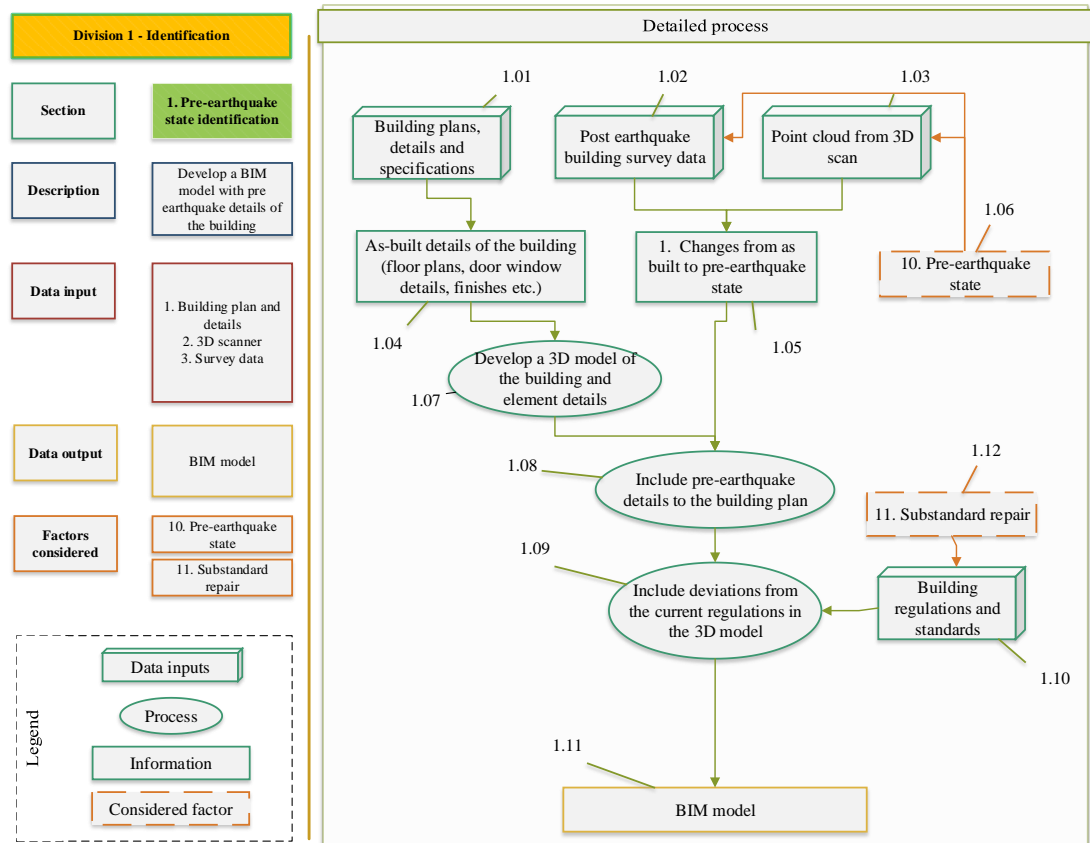 Division 1 - Identification
Section
1. Pre-earthquake
state identification
Description
Develop a BIM
model with pre
earthquake details of
the building
Data input
1. Building plan and
details
2. 3D scanner
3. Survey data
Data output
BIM model
Factors
considered
10. Pre-earthquake
state
11. Substandard
repair
Legend
Data inputs
Process
Information
Considered factor
Detailed process
1.01
1.02
1.03
Building plans,
details and
specifications
Post earthquake
building survey data
Point cloud from 3D
scan
1.06
As-built details of the building
(floor plans, door window
details, finishes etc.)
1. Changes from as
built to pre-earthquake
state
10. Pre-earthquake
state
1.04
1.05
Develop a 3D model of
the building and
element details
1.07
1.08
Include pre-earthquake
details to the building plan
1.12
11. Substandard repair
1.09
Include deviations from
the current regulations in
the 3D model
Building
regulations and
standards
1.10
1.11
BIM model